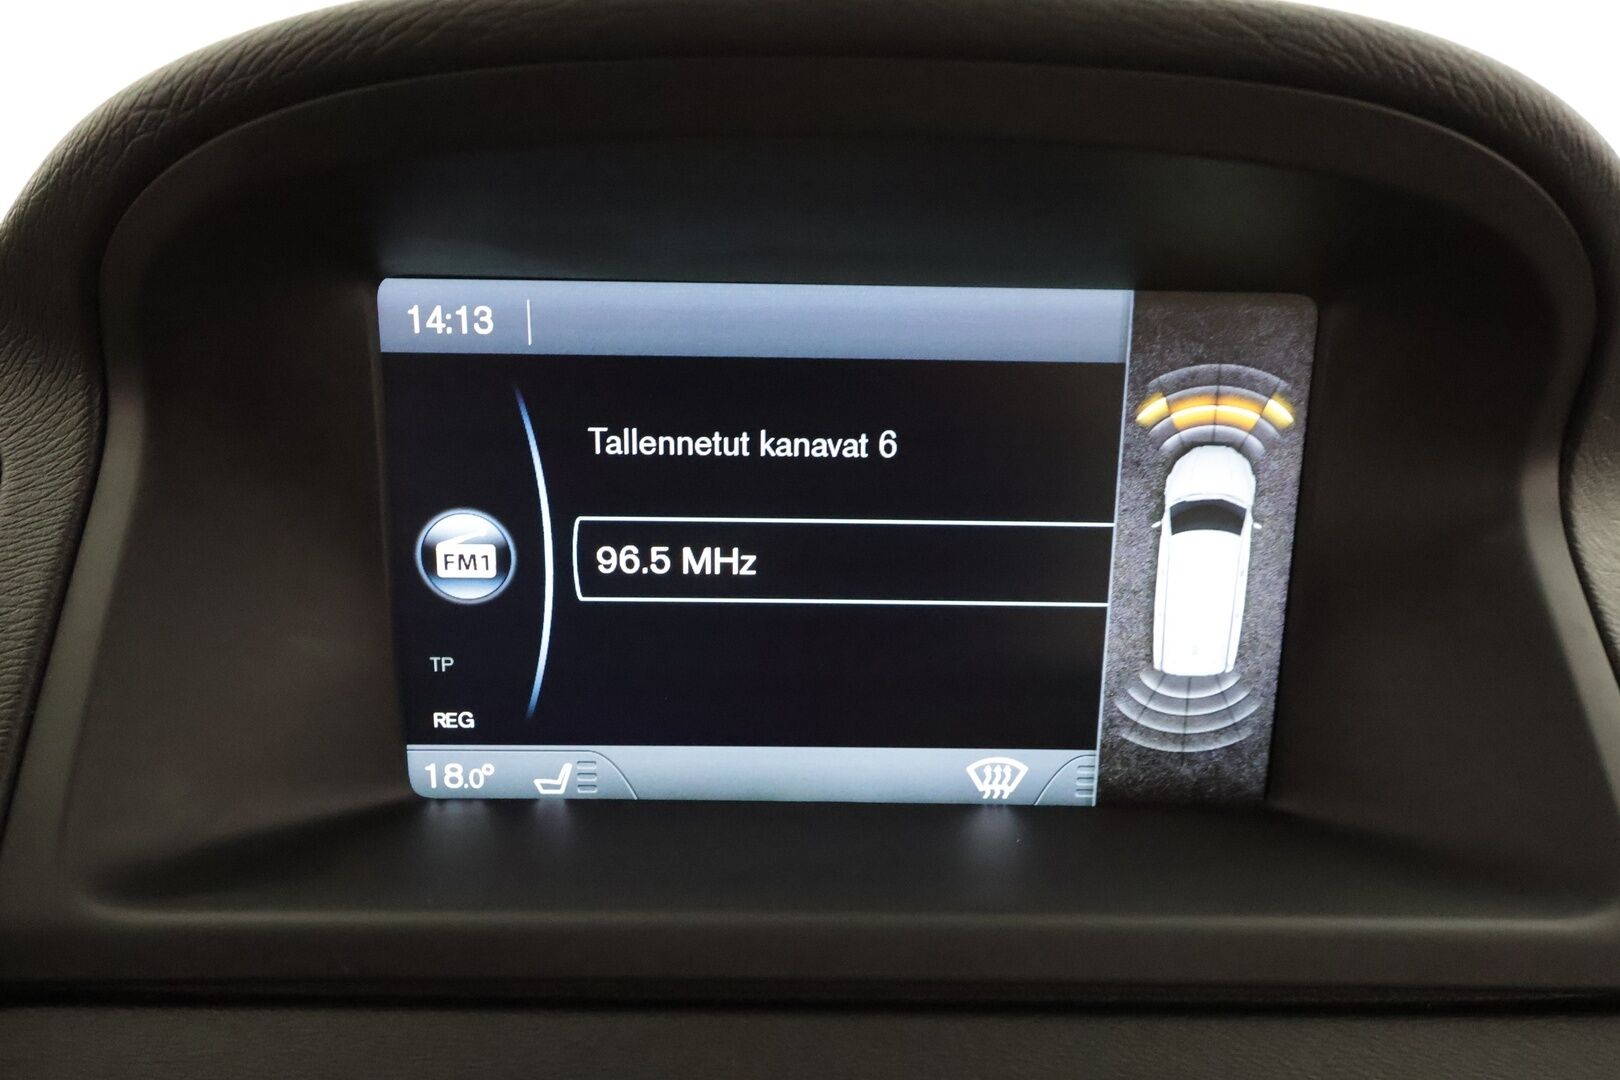 14:13
Tallennetut kanavat 6
FM1
96.5 MHz
TP
REG
18.0°